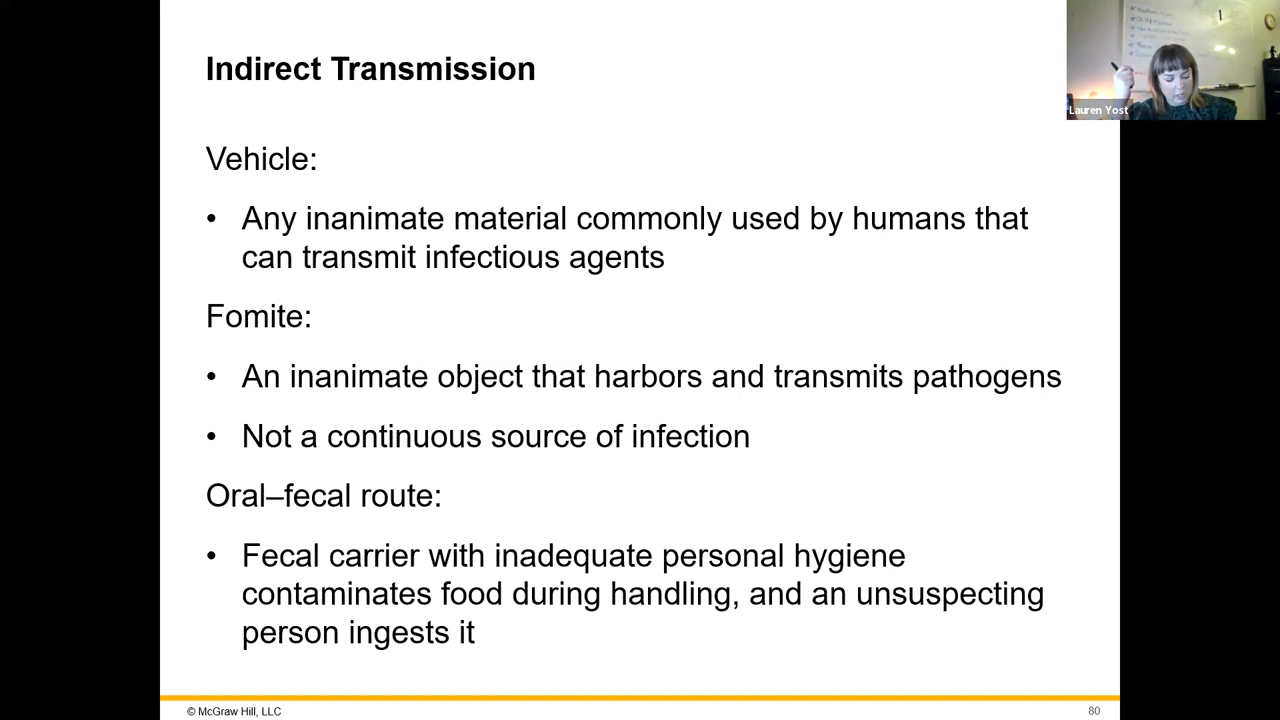 Indirect Transmission
Lauren Yost
Vehicle:
• Any inanimate material commonly used by humans that
can transmit infectious agents
Fomite:
• An inanimate object that harbors and transmits pathogens
• Not a continuous source of infection
Oral–fecal route:
• Fecal carrier with inadequate personal hygiene
contaminates food during handling, and an unsuspecting
person ingests it
© McGraw Hill, LLC
80